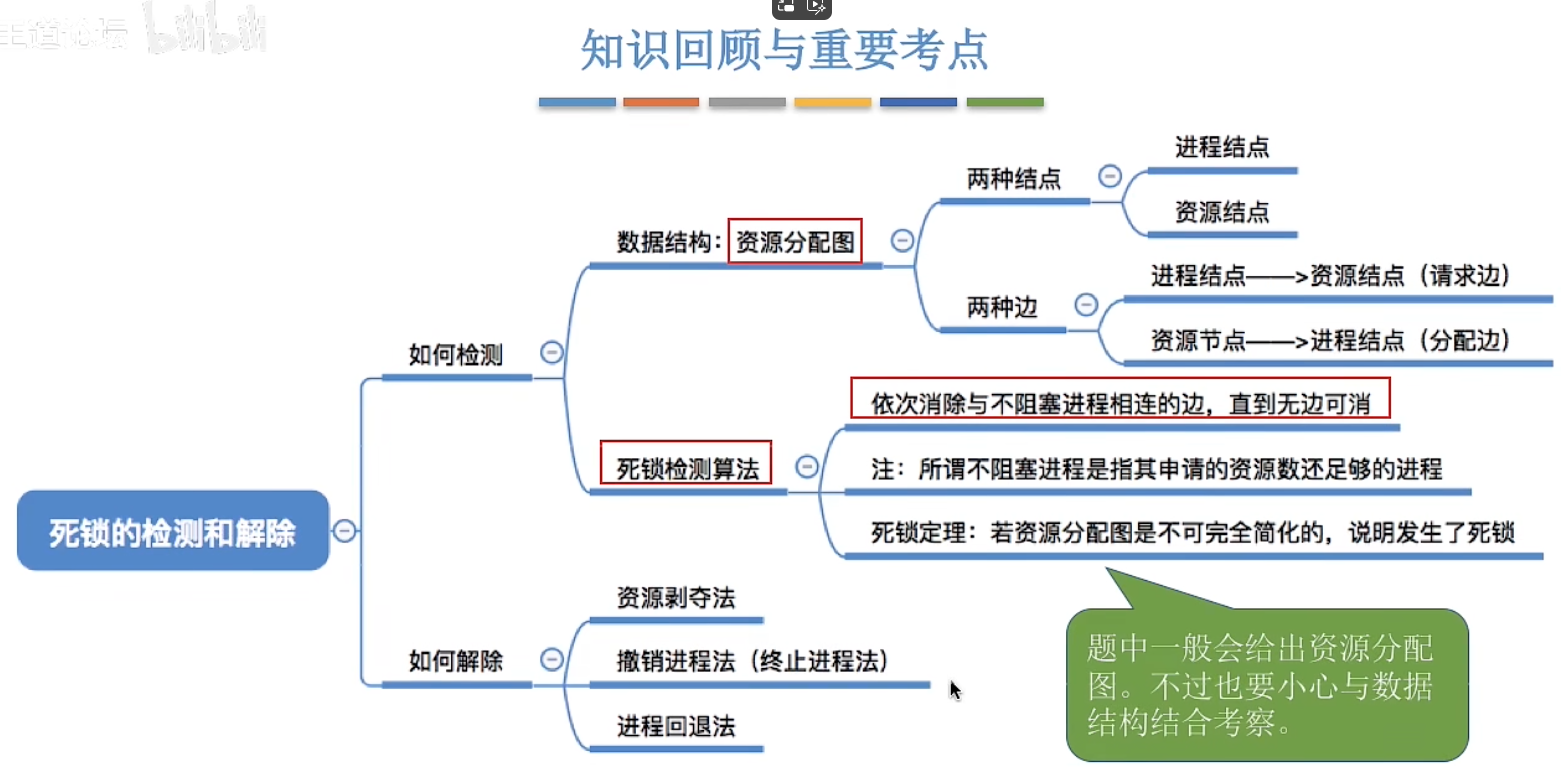 王道论坛 bilibili
知识回顾与重要考点
进程结点
两种结点
资源结点
数据结构：资源分配图
进程结点——>资源结点（请求边）
两种边
资源节点——>进程结点（分配边）
如何检测
依次消除与不阻塞进程相连的边，直到无边可消
死锁检测算法
注：所谓不阻塞进程是指其申请的资源数还足够的进程
死锁定理：若资源分配图是不可完全简化的，说明发生了死锁
死锁的检测和解除
资源剥夺法
如何解除
撤销进程法（终止进程法）
进程回退法
题中一般会给出资源分配
图。不过也要小心与数据
结构结合考察。